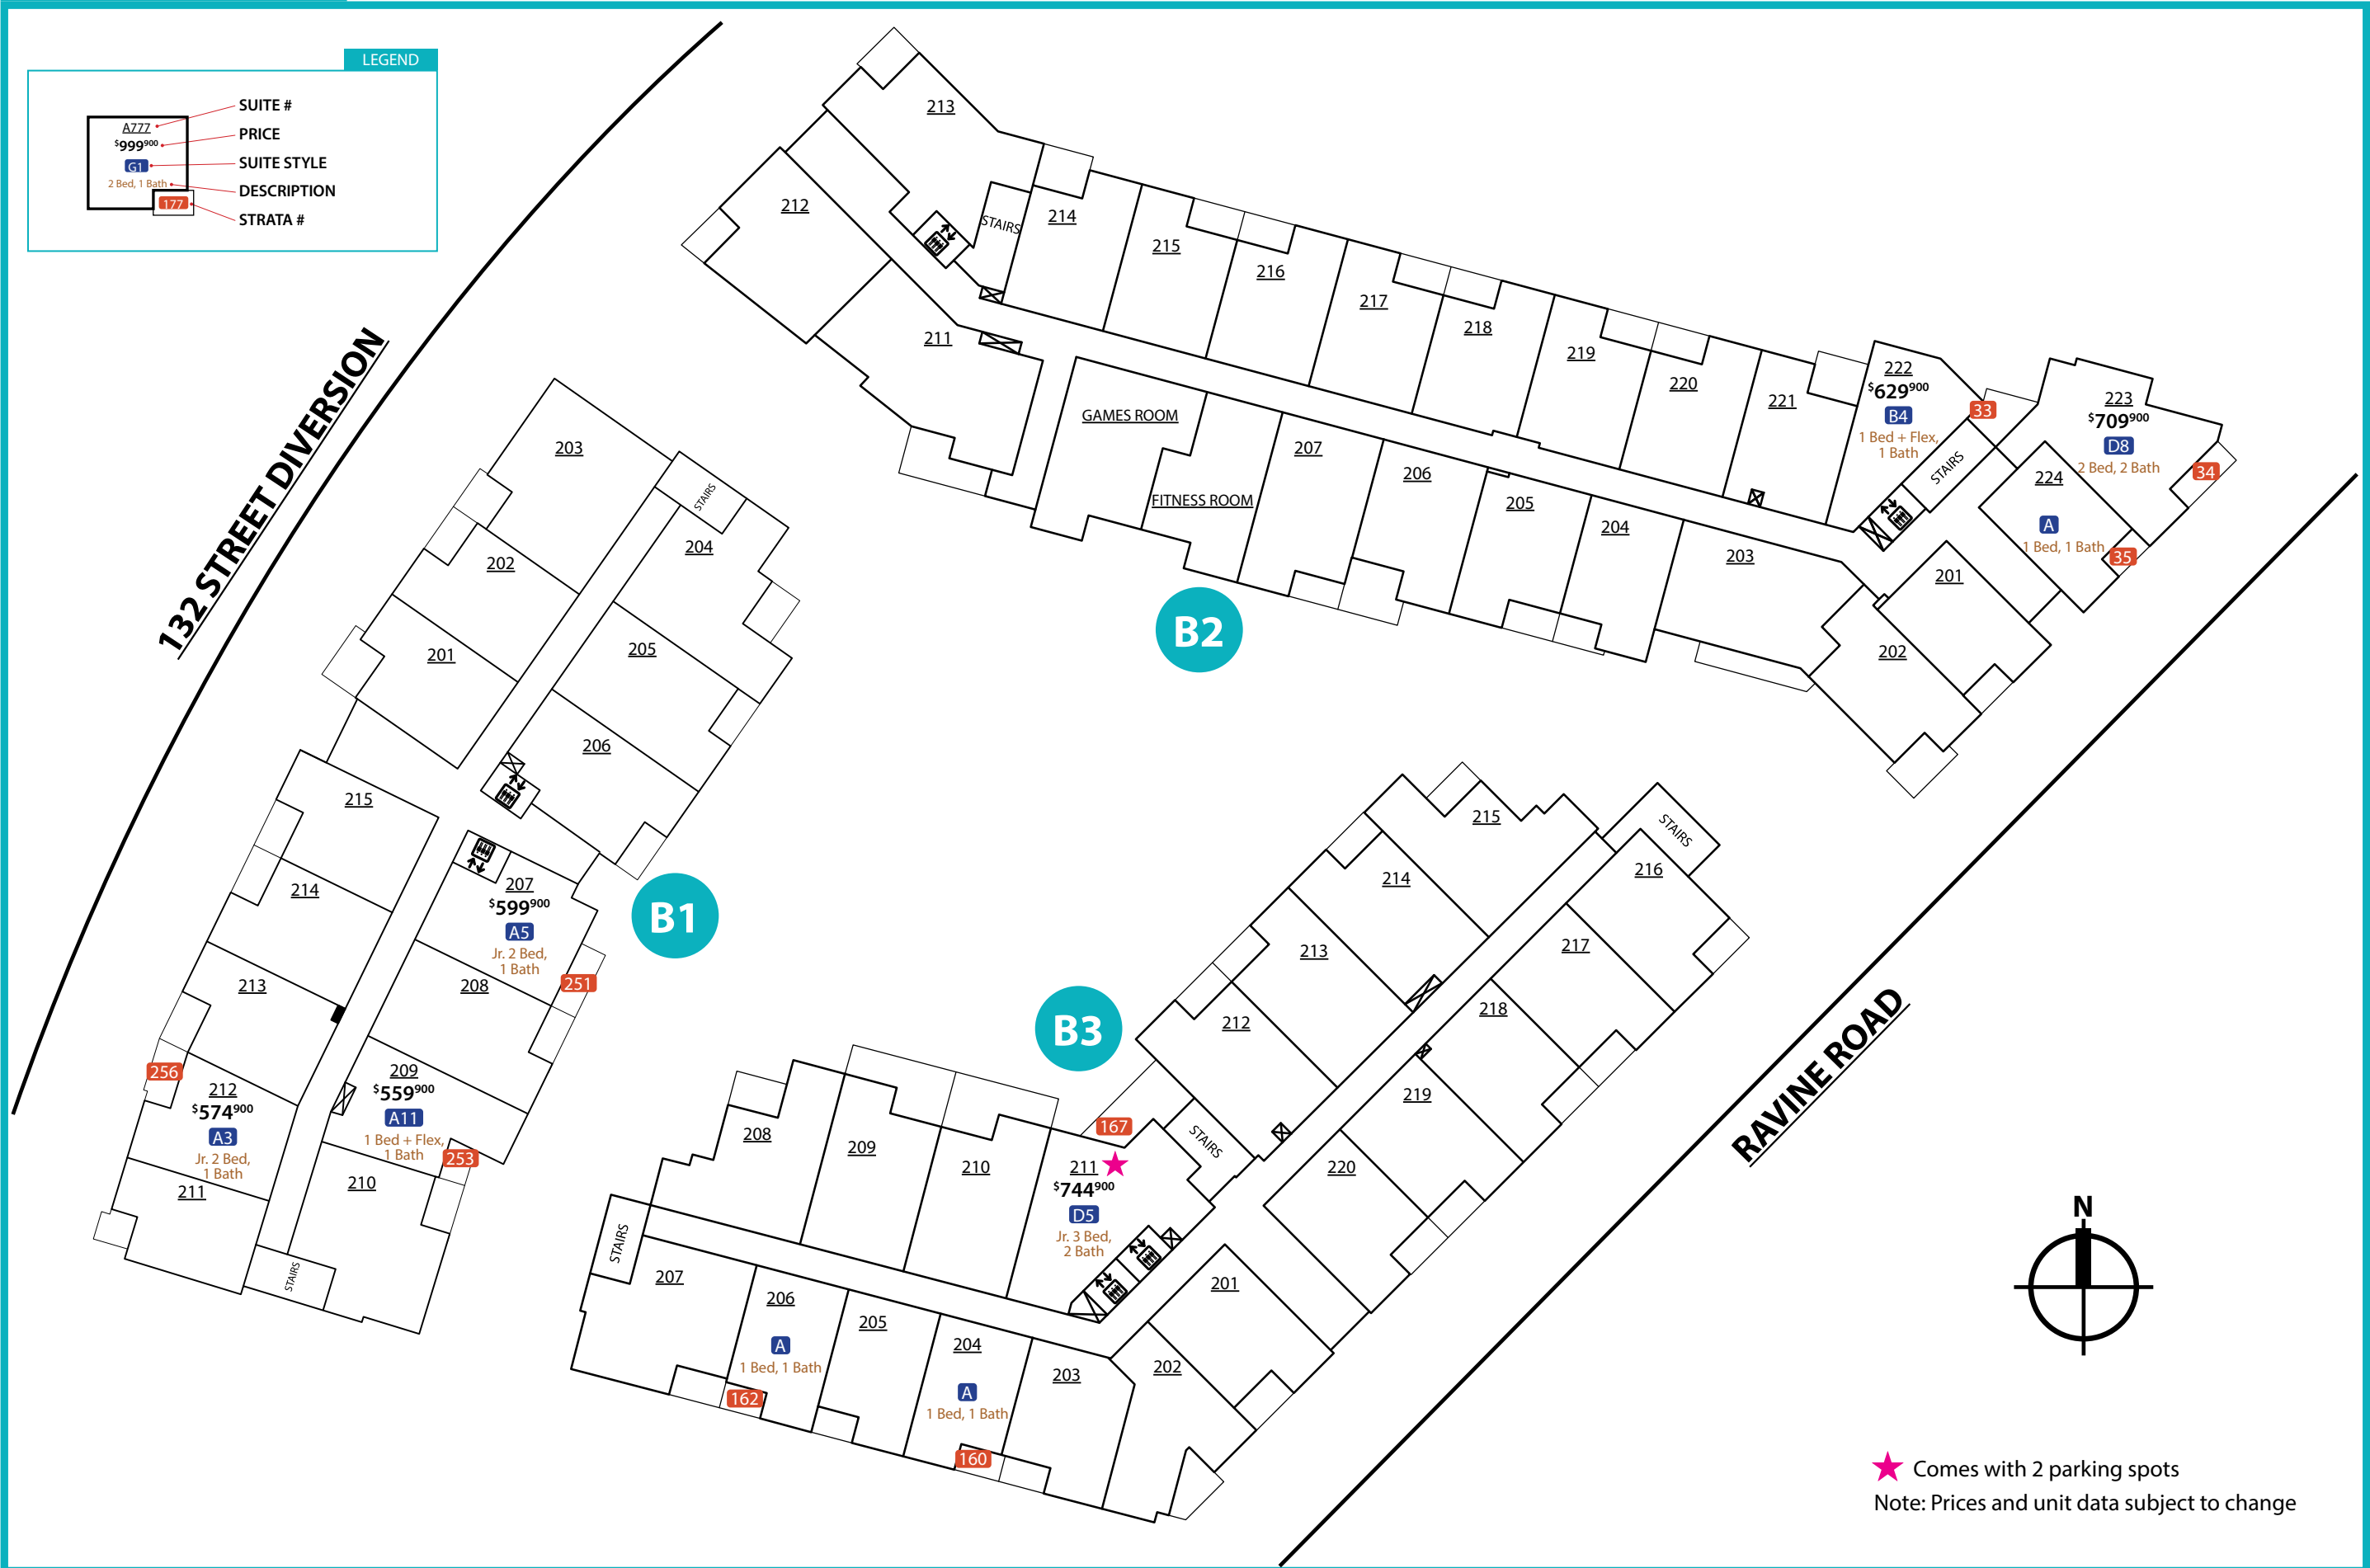 LEGEND
A777
$999900
G1
2 Bed, 1 Bath
177
SUITE #
PRICE
SUITE STYLE
DESCRIPTION
STRATA #
132 STREET DIVERSION
213
212
STAIRS
214
215
216
211
217
218
219
220
221
222
$629900
B4
1 Bed + Flex,
1 Bath
33
STAIRS
223
$709900
D8
2 Bed, 2 Bath
34
224
A
1 Bed, 1 Bath
35
GAMES ROOM
FITNESS ROOM
207
206
205
204
203
201
202
B2
203
STAIRS
204
202
205
201
206
215
214
207
$599900
A5
Jr. 2 Bed,
1 Bath
251
B1
213
208
256
212
$574900
A3
Jr. 2 Bed,
1 Bath
209
$559900
A11
1 Bed + Flex,
1 Bath
253
211
210
STAIRS
B3
215
STAIRS
214
216
213
217
212
218
219
220
208
209
210
167
211
$744900
D5
Jr. 3 Bed,
2 Bath
STAIRS
STAIRS
207
206
A
1 Bed, 1 Bath
162
205
204
A
1 Bed, 1 Bath
160
203
202
201
RAVINE ROAD
N
Comes with 2 parking spots
Note: Prices and unit data subject to change